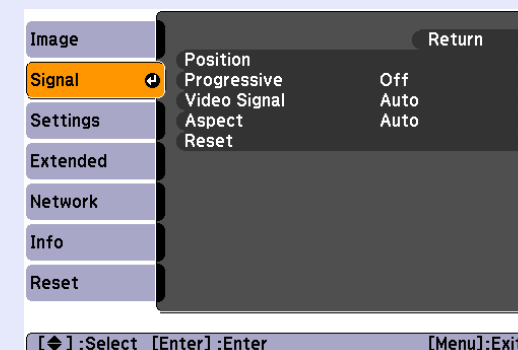 Image
Signal
Settings
Extended
Network
Info
Reset
Return
Position
Progressive Off
Video Signal Auto
Aspect Auto
Reset
[◆] :Select [Enter] :Enter [Menu]:Exit